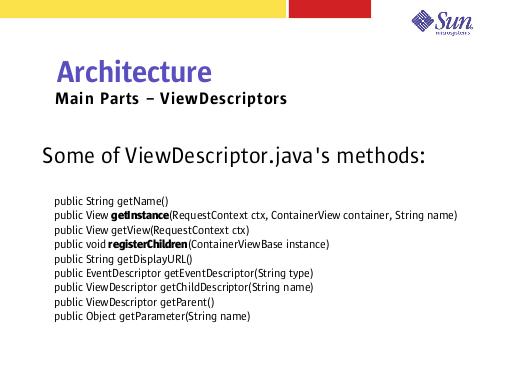 Sun
microsystems
Architecture
Main Parts – ViewDescriptors
Some of ViewDescriptor.java's methods:
public String getName()
public View getInstance(RequestContext ctx, ContainerView container, String name)
public View getView(RequestContext ctx)
public void registerChildren(ContainerViewBase instance)
public String getDisplayURL()
public EventDescriptor getEventDescriptor(String type)
public ViewDescriptor getChildDescriptor(String name)
public ViewDescriptor getParent()
public Object getParameter(String name)